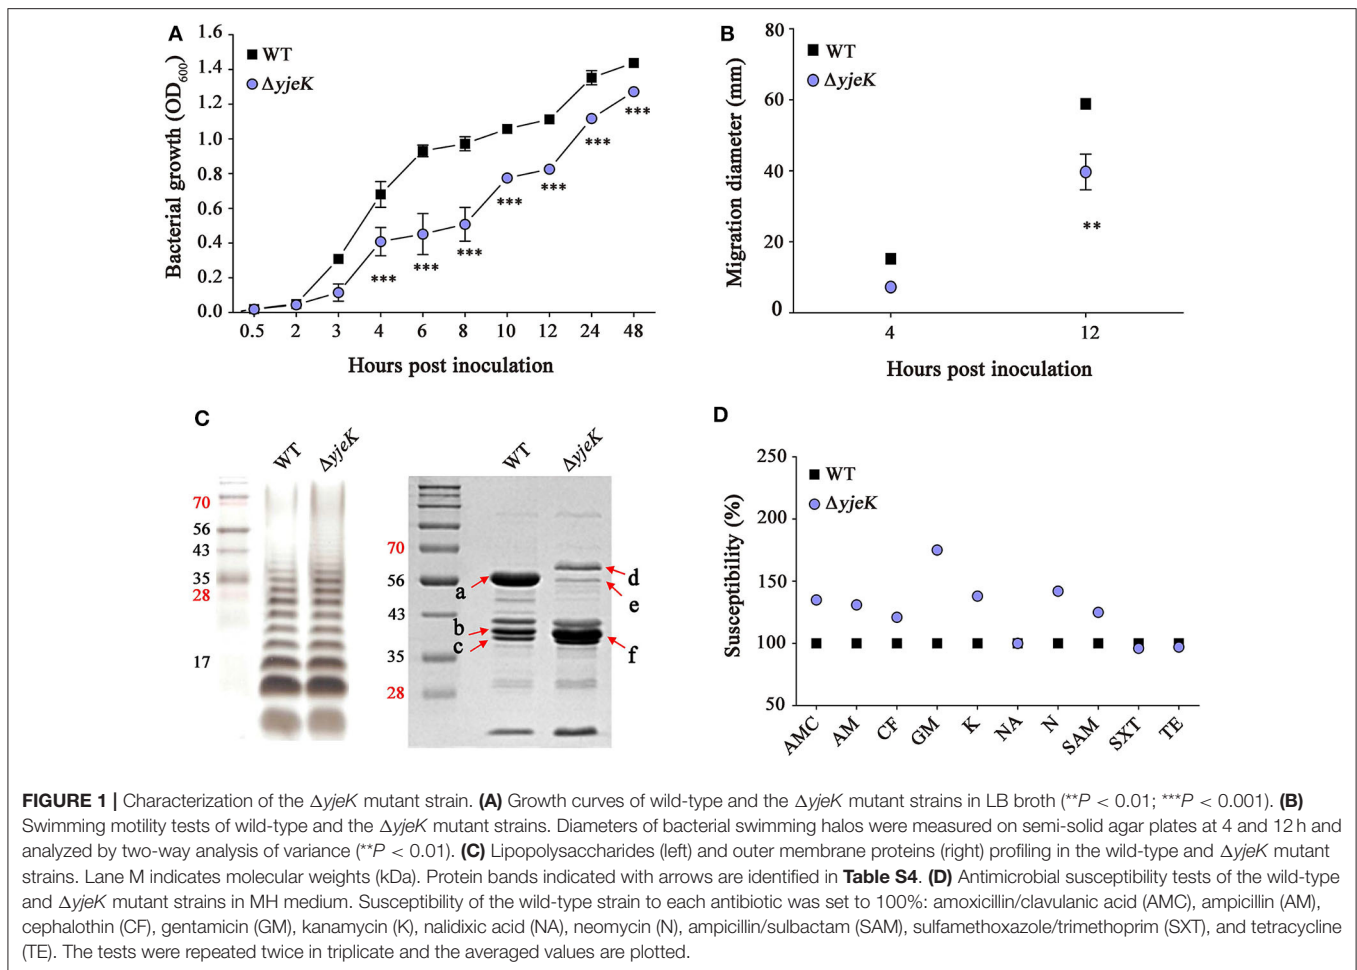 A
WT
ΔyjeK
Bacterial growth (OD600)
1.6
1.4
1.2
1.0
0.8
0.6
0.4
0.2
0.0
***
***
***
***
***
***
***
0.5 2 3 4 6 8 10 12 24 48
Hours post inoculation
B
WT
ΔyjeK
Migration diameter (mm)
80
60
40
20
0
**
4 12
Hours post inoculation
C
WT ΔyjeK
70
56
43
35
28
17
WT ΔyjeK
70
56
43
35
28
a
b
c
d
e
f
D
WT
ΔyjeK
Susceptibility (%)
250
200
150
100
50
AMC AM CF GM K NA N SAM SXT TE
FIGURE 1 | Characterization of the ΔyjeK mutant strain. (A) Growth curves of wild-type and the ΔyjeK mutant strains in LB broth (**P < 0.01; ***P < 0.001). (B)
Swimming motility tests of wild-type and the ΔyjeK mutant strains. Diameters of bacterial swimming halos were measured on semi-solid agar plates at 4 and 12 h and
analyzed by two-way analysis of variance (**P < 0.01). (C) Lipopolysaccharides (left) and outer membrane proteins (right) profiling in the wild-type and ΔyjeK mutant
strains. Lane M indicates molecular weights (kDa). Protein bands indicated with arrows are identified in Table S4. (D) Antimicrobial susceptibility tests of the wild-type
and ΔyjeK mutant strains in MH medium. Susceptibility of the wild-type strain to each antibiotic was set to 100%: amoxicillin/clavulanic acid (AMC), ampicillin (AM),
cephalothin (CF), gentamicin (GM), kanamycin (K), nalidixic acid (NA), neomycin (N), ampicillin/sulbactam (SAM), sulfamethoxazole/trimethoprim (SXT), and tetracycline
(TE). The tests were repeated twice in triplicate and the averaged values are plotted.